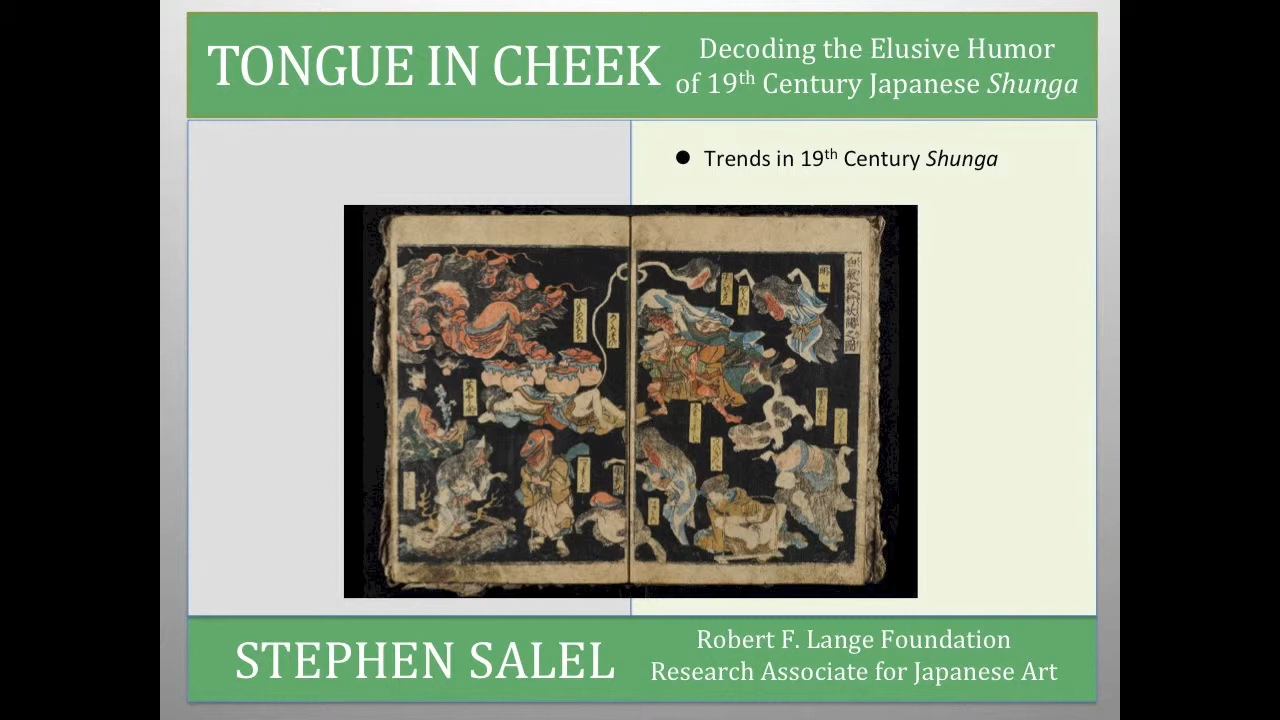 TONGUE IN CHEEK
Decoding the Elusive Humor
of 19th Century Japanese Shunga
● Trends in 19th Century Shunga
STEPHEN SALEL
Robert F. Lange Foundation
Research Associate for Japanese Art